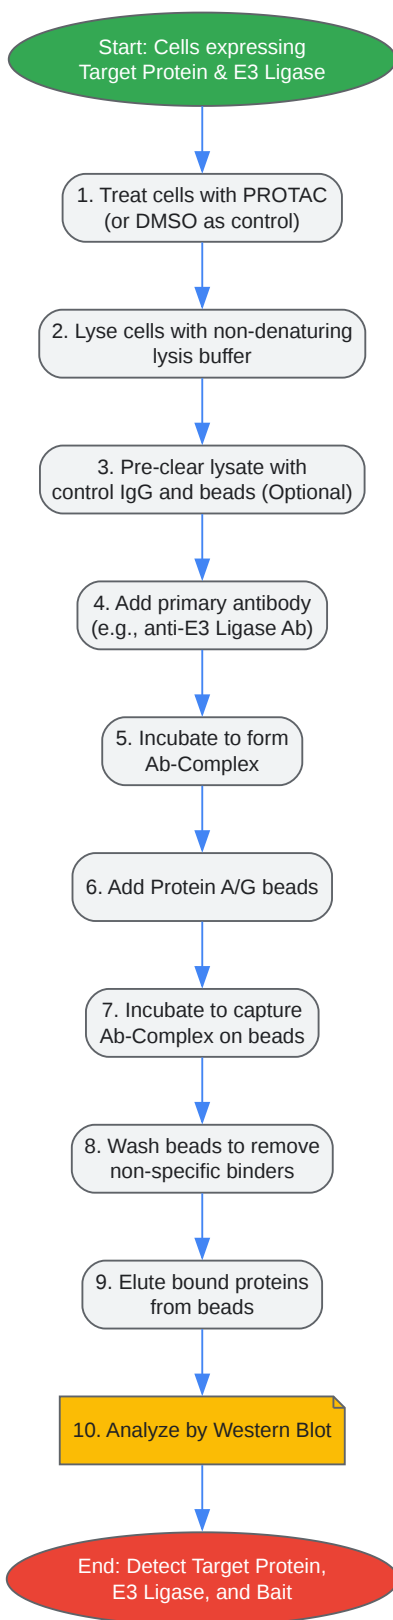 Start: Cells expressing
Target Protein & E3 Ligase
1. Treat cells with PROTAC
(or DMSO as control)
2. Lyse cells with non-denaturing
lysis buffer
3. Pre-clear lysate with
control IgG and beads (Optional)
4. Add primary antibody
(e.g., anti-E3 Ligase Ab)
5. Incubate to form
Ab-Complex
6. Add Protein A/G beads
7. Incubate to capture
Ab-Complex on beads
8. Wash beads to remove
non-specific binders
9. Elute bound proteins
from beads
10. Analyze by Western Blot
End: Detect Target Protein,
E3 Ligase, and Bait